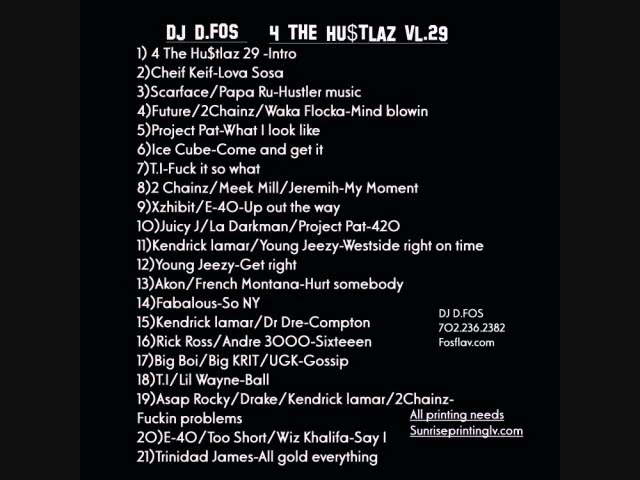 DJ D.FOS 4 THE HU$TLAZ VL.29
1) 4 The Hu$tlaz 29 -Intro
2)Cheif Keif-Lova Sosa
3)Scarface/Papa Ru-Hustler music
4)Future/2Chainz/Waka Flocka-Mind blowin
5)Project Pat-What I look like
6)Ice Cube-Come and get it
7)T.I-Fuck it so what
8)2 Chainz/Meek Mill/Jeremih-My Moment
9)Xzhibit/E-40-Up out the way
10)Juicy J/La Darkman/Project Pat-420
11)Kendrick lamar/Young Jeezy-Westside right on time
12)Young Jeezy-Get right
13)Akon/French Montana-Hurt somebody
14)Fabalous-So NY
15)Kendrick lamar/Dr Dre-Compton
16)Rick Ross/Andre 3000-Sixteeen
17)Big Boi/Big KRIT/UGK-Gossip
18)T.I/Lil Wayne-Ball
19)Asap Rocky/Drake/Kendrick lamar/2Chainz-
Fuckin problems
20)E-40/Too Short/Wiz Khalifa-Say I
21)Trinidad James-All gold everything
DJ D.FOS
702.236.2382
Fosflav.com
All printing needs
Sunriseprintinglv.com